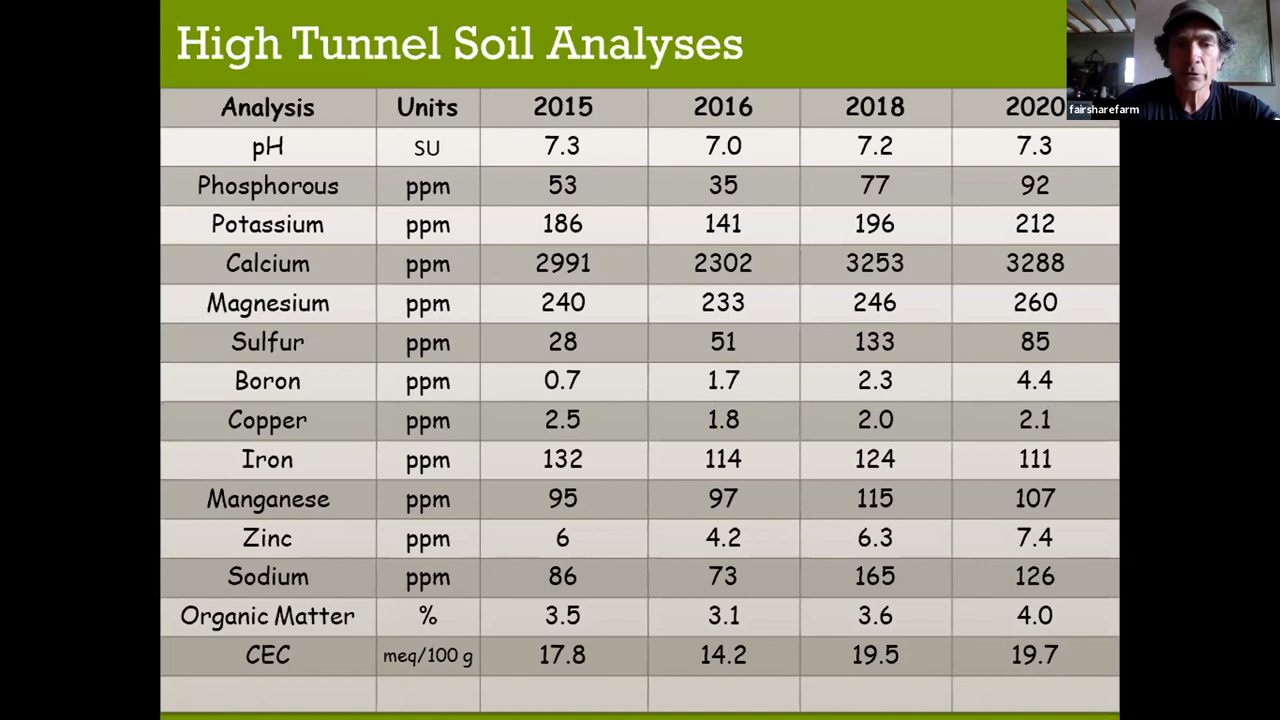 High Tunnel Soil Analyses
fairsharefarm
Analysis Units 2015 2016 2018 2020
pH SU 7.3 7.0 7.2 7.3
Phosphorous ppm 53 35 77 92
Potassium ppm 186 141 196 212
Calcium ppm 2991 2302 3253 3288
Magnesium ppm 240 233 246 260
Sulfur ppm 28 51 133 85
Boron ppm 0.7 1.7 2.3 4.4
Copper ppm 2.5 1.8 2.0 2.1
Iron ppm 132 114 124 111
Manganese ppm 95 97 115 107
Zinc ppm 6 4.2 6.3 7.4
Sodium ppm 86 73 165 126
Organic Matter % 3.5 3.1 3.6 4.0
CEC meq/100 g 17.8 14.2 19.5 19.7